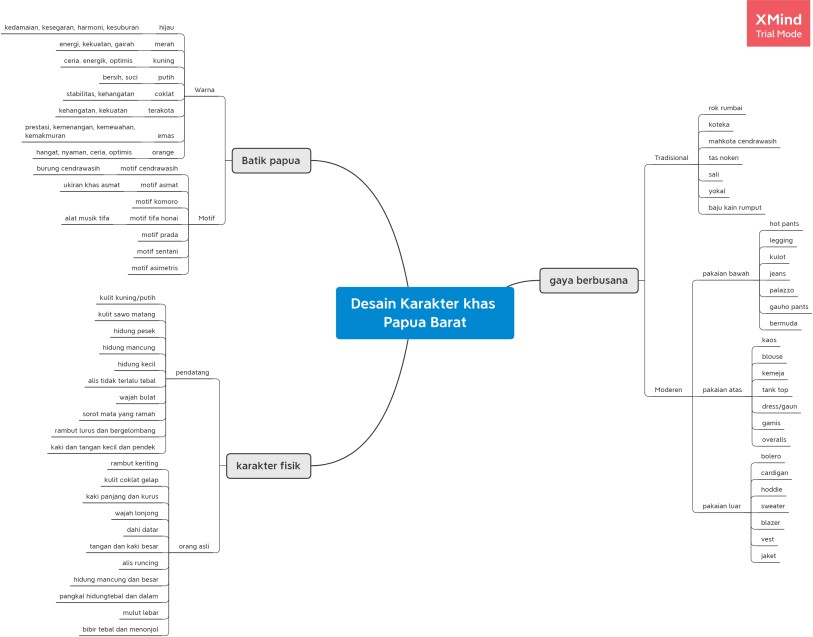 XMind
Trial Mode
Desain Karakter khas
Papua Barat
Batik papua
Warna
kedamaian, kesegaran, harmoni, kesuburan hijau
energi, kekuatan, gairah merah
ceria. energik, optimis kuning
bersih, suci putih
stabilitas, kehangatan coklat
kehangatan, kekuatan terakota
prestasi, kemenangan, kemewahan,
kemakmuran emas
hangat, nyaman, ceria, optimis orange
Motif
burung cendrawasih motif cendrawasih
ukiran khas asmat motif asmat
motif komoro
alat musik tifa motif tifa honai
motif prada
motif sentani
motif asimetris
karakter fisik
pendatang
kulit kuning/putih
kulit sawo matang
hidung pesek
hidung mancung
hidung kecil
alis tidak terlalu tebal
wajah bulat
sorot mata yang ramah
rambut lurus dan bergelombang
kaki dan tangan kecil dan pendek
orang asli
rambut keriting
kulit coklat gelap
kaki panjang dan kurus
wajah lonjong
dahi datar
tangan dan kaki besar
alis runcing
hidung mancung dan besar
pangkal hidungtebal dan dalam
mulut lebar
bibir tebal dan menonjol
gaya berbusana
Tradisional
rok rumbai
koteka
mahkota cendrawasih
tas noken
sali
yokal
baju kain rumput
Moderen
pakaian bawah
hot pants
legging
kulot
jeans
palazzo
gauho pants
bermuda
pakaian atas
kaos
blouse
kemeja
tank top
dress/gaun
gamis
overalls
pakaian luar
bolero
cardigan
hoddie
sweater
blazer
vest
jaket